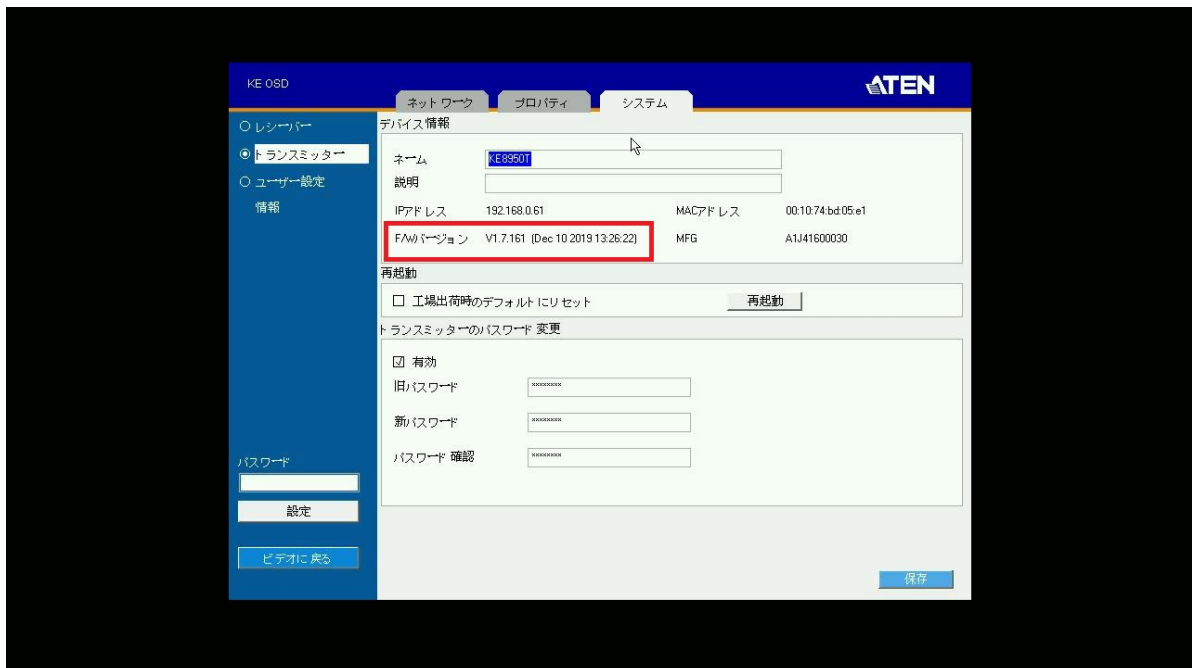 KE OSD
ATEN
ネットワーク プロパティ システム
レシーバー
トランスミッター
ユーザー設定
情報
デバイス情報
ネーム KE8950T
説明
IPアドレス 192.168.0.61 MACアドレス 00:10:74:bd:05:e1
F/Wバージョン V1.7.161 (Dec 10 2019 13:26:22) MFG A1J41600030
再起動
工場出荷時のデフォルトにリセット 再起動
トランスミッターのパスワード 変更
有効
旧パスワード ********
新パスワード ********
パスワード 確認 ********
パスワード
設定
ビデオに戻る
保存